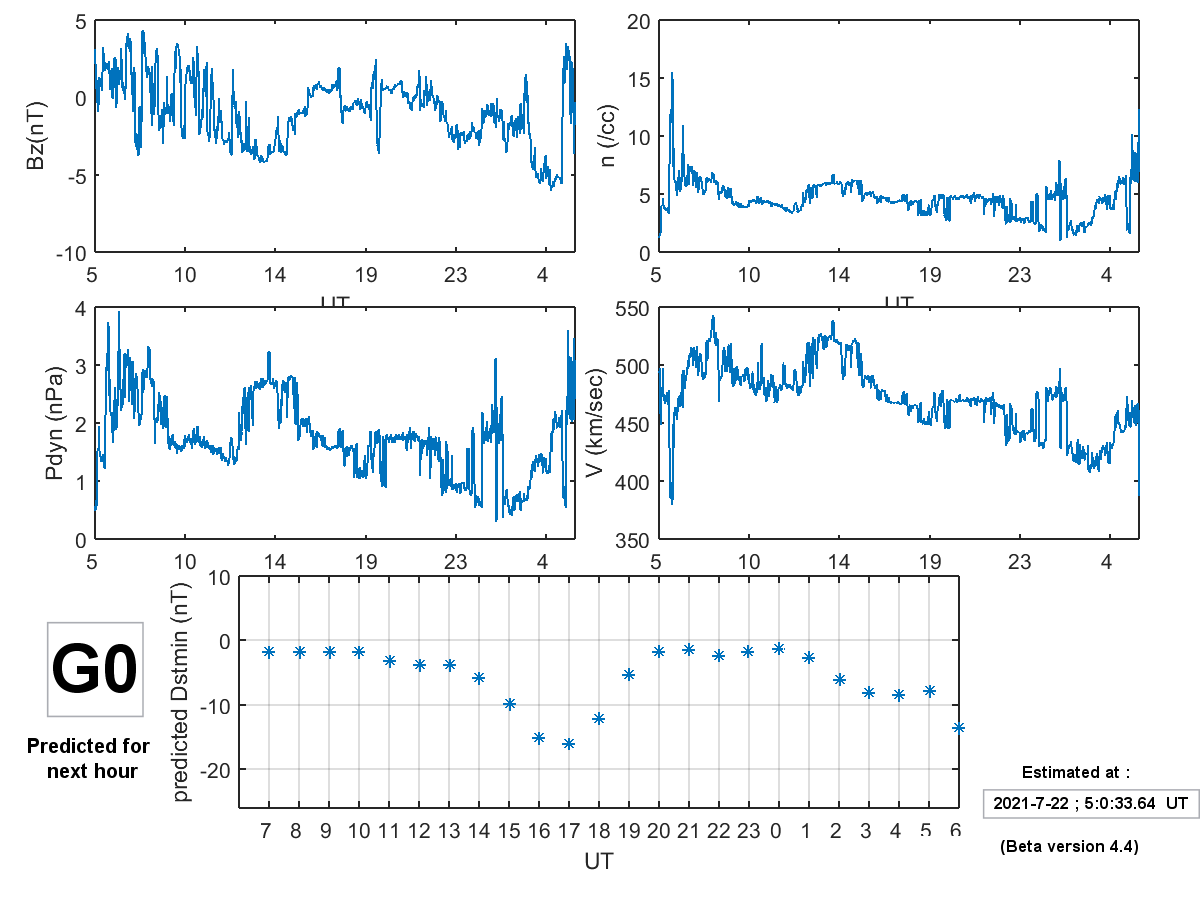 5
0
-5
-10
Bz(nT)
5 10 14 19 23 4
UT
20
15
10
5
0
n (/cc)
5 10 14 19 23 4
UT
4
3
2
1
0
Pdyn (nPa)
5 10 14 19 23 4
550
500
450
400
350
V (km/sec)
5 10 14 19 23 4
10
0
-10
-20
predicted Dstmin (nT)
7 8 9 10 11 12 13 14 15 16 17 18 19 20 21 22 23 0 1 2 3 4 5 6
UT
G0
Predicted for
next hour
Estimated at :
2021-7-22 ; 5:0:33.64 UT
(Beta version 4.4)